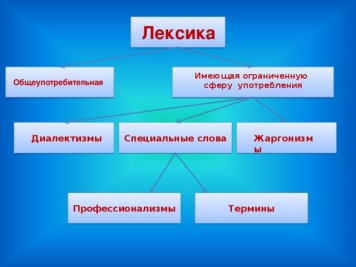 Лексика
Общеупотребительная
Имеющая ограниченную
сферу употребления
Диалектизмы
Специальные слова
Жаргонизм
ы
Профессионализмы
Термины